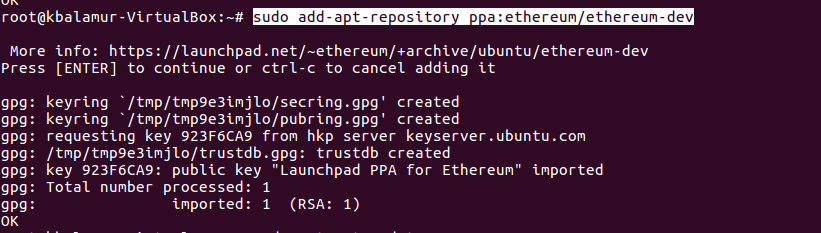 OK
root@kbalamur-VirtualBox:~# sudo add-apt-repository ppa:ethereum/ethereum-dev
More info: https://launchpad.net/~ethereum/+archive/ubuntu/ethereum-dev
Press [ENTER] to continue or ctrl-c to cancel adding it
gpg: keyring `/tmp/tmp9e3imjlo/secring.gpg' created
gpg: keyring `/tmp/tmp9e3imjlo/pubring.gpg' created
gpg: requesting key 923F6CA9 from hkp server keyserver.ubuntu.com
gpg: /tmp/tmp9e3imjlo/trustdb.gpg: trustdb created
gpg: key 923F6CA9: public key "Launchpad PPA for Ethereum" imported
gpg: Total number processed: 1
gpg:               imported: 1  (RSA: 1)
OK